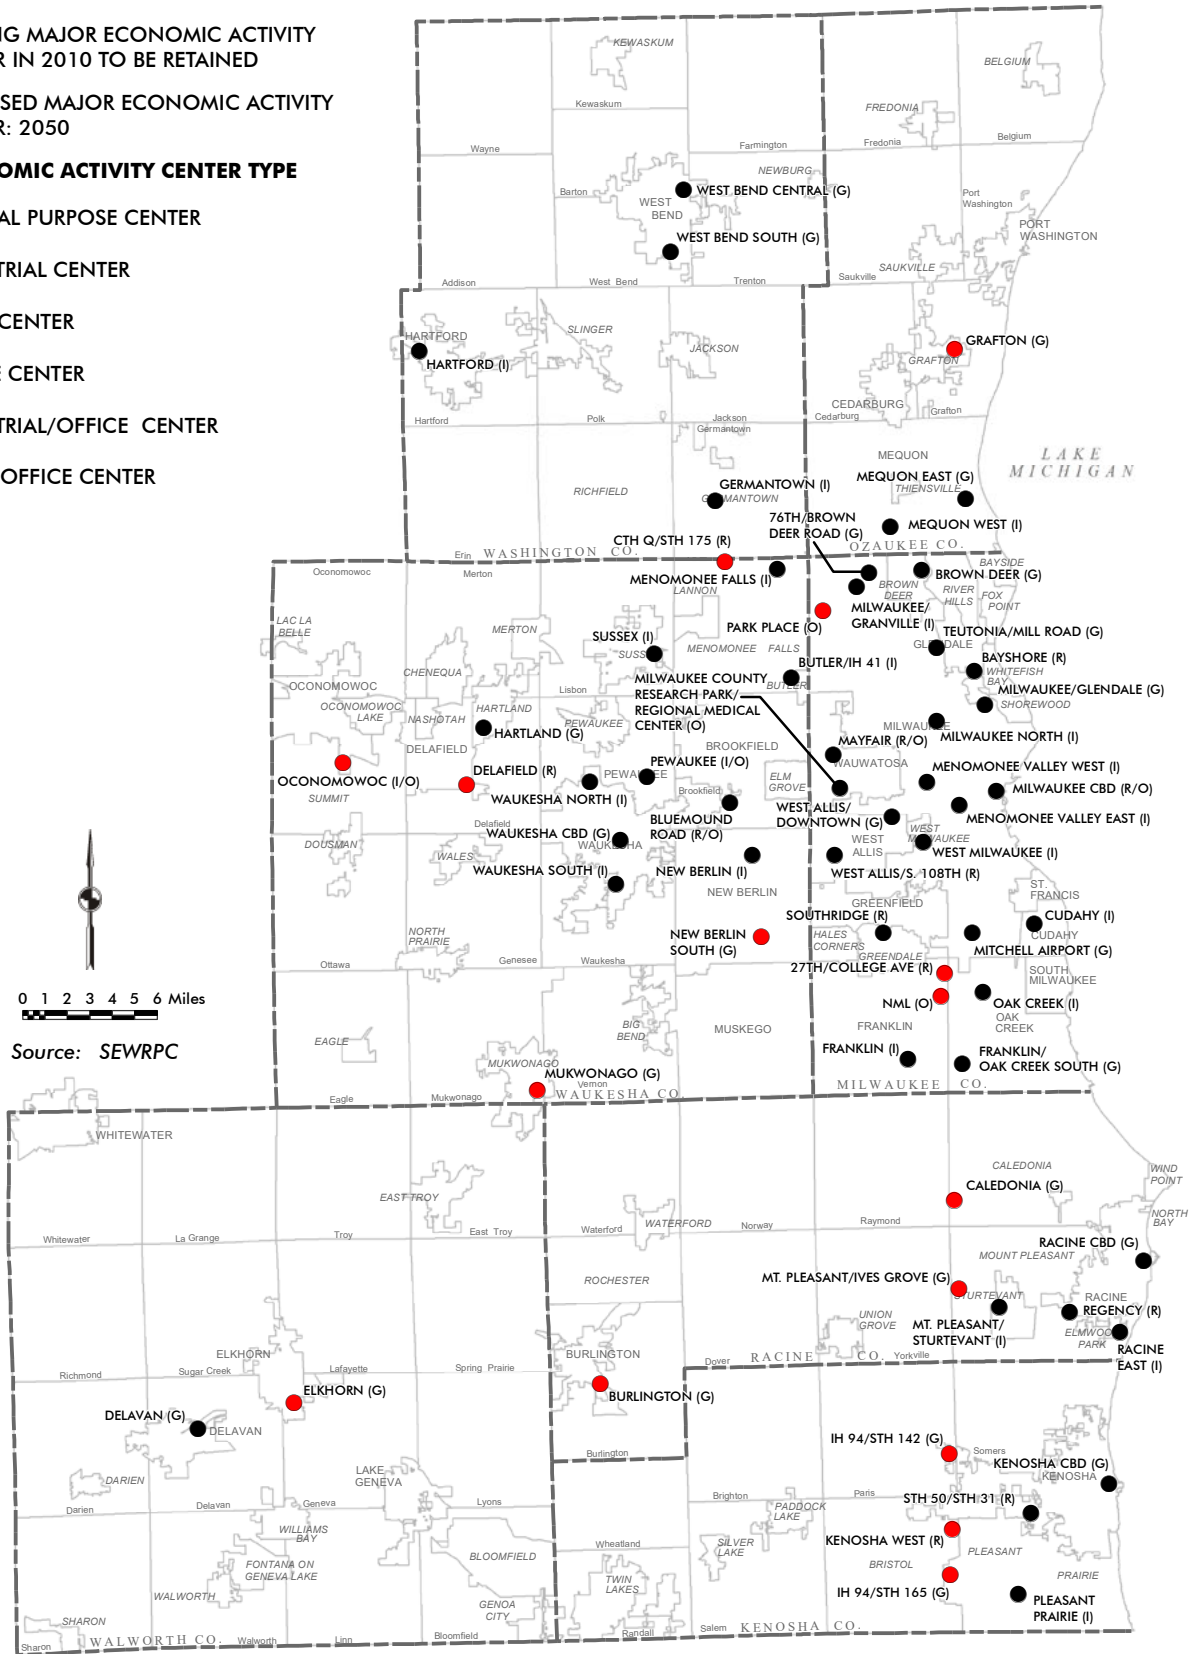 NG MAJOR ECONOMIC ACTIVITY
R IN 2010 TO BE RETAINED
SED MAJOR ECONOMIC ACTIVITY
R: 2050
OMIC ACTIVITY CENTER TYPE
AL PURPOSE CENTER
TRIAL CENTER
CENTER
E CENTER
TRIAL/OFFICE CENTER
OFFICE CENTER
KEWASKUM
BELGIUM
Kewaskum
FREDONIA
Wayne
Farmington
Fredonia
Belgium
NEWBURG
Barton
WEST BEND CENTRAL (G)
WEST
BEND
Port
Washington
PORT
WASHINGTON
WEST BEND SOUTH (G)
SAUKVILLE
Addison
West Bend
Trenton
Saukville
HARTFORD
HARTFORD (I)
SLINGER
JACKSON
GRAFTON (G)
GRAFTON
CEDARBURG
Hartford
Polk
Jackson
Germantown
Cedarburg
Grafton
LAKE
MICHIGAN
MEQUON
MEQUON EAST (G)
THIENSVILLE
RICHFIELD
GERMANTOWN (I)
GERMANTOWN
76TH/BROWN
DEER ROAD (G)
MEQUON WEST (I)
CTH Q/STH 175 (R)
Erin
WASHINGTON CO.
OZAUKEE CO.
Oconomowoc
Merton
MENOMONEE FALLS (I)
LANNON
BAYSIDE
BROWN DEER (G)
BROWN
DEER
RIVER
HILLS
FOX
POINT
MILWAUKEE/
GRANVILLE (I)
LAC LA
BELLE
MERTON
SUSSEX (I)
SUSSEX
PARK PLACE (O)
MENOMONEE FALLS
TEUTONIA/MILL ROAD (G)
GLENDALE
BAYSHORE (R)
WHITEFISH
BAY
CHENEQUA
BUTLER/IH 41 (I)
BUTLER
MILWAUKEE COUNTY
RESEARCH PARK/
REGIONAL MEDICAL
CENTER (O)
OCONOMOWOC
OCONOMOWOC
LAKE
NASHOTAH
HARTLAND
HARTLAND (G)
Lisbon
PEWAUKEE
MILWAUKEE/GLENDALE (G)
SHOREWOOD
MILWAUKEE
MILWAUKEE NORTH (I)
MAYFAIR (R/O)
WAUWATOSA
DELAFIELD
BROOKFIELD
PEWAUKEE (I/O)
PEWAUKEE
OCONOMOWOC (I/O)
SUMMIT
DELAFIELD (R)
WAUKESHA NORTH (I)
ELM
GROVE
Brookfield
MENOMONEE VALLEY WEST (I)
MILWAUKEE CBD (R/O)
BLUEMOUND
ROAD (R/O)
WEST ALLIS/
DOWNTOWN (G)
MENOMONEE VALLEY EAST (I)
Delafield
WAUKESHA CBD (G)
WAUKESHA
DOUSMAN
WALES
WEST
ALLIS
WEST
MILWAUKEE
WEST MILWAUKEE (I)
WAUKESHA SOUTH (I)
NEW BERLIN (I)
NEW BERLIN
WEST ALLIS/S. 108TH (R)
ST.
FRANCIS
GREENFIELD
SOUTHRIDGE (R)
CUDAHY (I)
CUDAHY
NORTH
PRAIRIE
NEW BERLIN
SOUTH (G)
HALES
CORNERS
GREENDALE
MITCHELL AIRPORT (G)
Ottawa
Genesee
Waukesha
27TH/COLLEGE AVE (R)
SOUTH
MILWAUKEE
0 1 2 3 4 5 6 Miles
Source: SEWRPC
NML (O)
OAK CREEK (I)
OAK
CREEK
EAGLE
BIG
BEND
MUSKEGO
FRANKLIN
FRANKLIN (I)
FRANKLIN/
OAK CREEK SOUTH (G)
MUKWONAGO
MUKWONAGO (G)
Vernon
WAUKESHA CO.
MILWAUKEE CO.
Eagle
Mukwonago
WHITEWATER
EAST TROY
CALEDONIA
CALEDONIA (G)
WIND
POINT
NORTH
BAY
Whitewater
La Grange
Troy
East Troy
Waterford
WATERFORD
Norway
Raymond
RACINE CBD (G)
MOUNT PLEASANT
ROCHESTER
MT. PLEASANT/IVES GROVE (G)
STURTEVANT
RACINE
REGENCY (R)
UNION
GROVE
MT. PLEASANT/
STURTEVANT (I)
ELMWOOD
PARK
RACINE
EAST (I)
ELKHORN
BURLINGTON
Dover
RACINE CO.
Yorkville
Richmond
Sugar Creek
Lafayette
Spring Prairie
ELKHORN (G)
BURLINGTON (G)
DELAVAN (G)
DELAVAN
IH 94/STH 142 (G)
Somers
Burlington
KENOSHA CBD (G)
KENOSHA
LAKE
GENEVA
DARIEN
Darien
Delavan
Geneva
Lyons
Brighton
Paris
PADDOCK
LAKE
STH 50/STH 31 (R)
WILLIAMS
BAY
KENOSHA WEST (R)
Wheatland
SILVER
LAKE
PLEASANT
BLOOMFIELD
FONTANA ON
GENEVA LAKE
BRISTOL
PRAIRIE
TWIN
LAKES
IH 94/STH 165 (G)
WALWORTH
GENOA
CITY
PLEASANT
PRAIRIE (I)
SHARON
Sharon
WALWORTH CO.
Walworth
Linn
Bloomfield
Randall
Salem
KENOSHA CO.